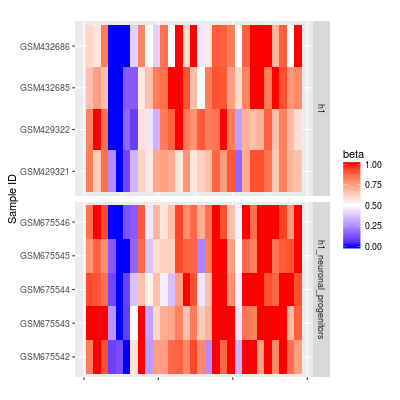 GSM432686
GSM432685
GSM429322
GSM429321
h1
GSM675546
GSM675545
GSM675544
GSM675543
GSM675542
h1_neuronal_progenitors
Sample ID
beta
1.00
0.75
0.50
0.25
0.00